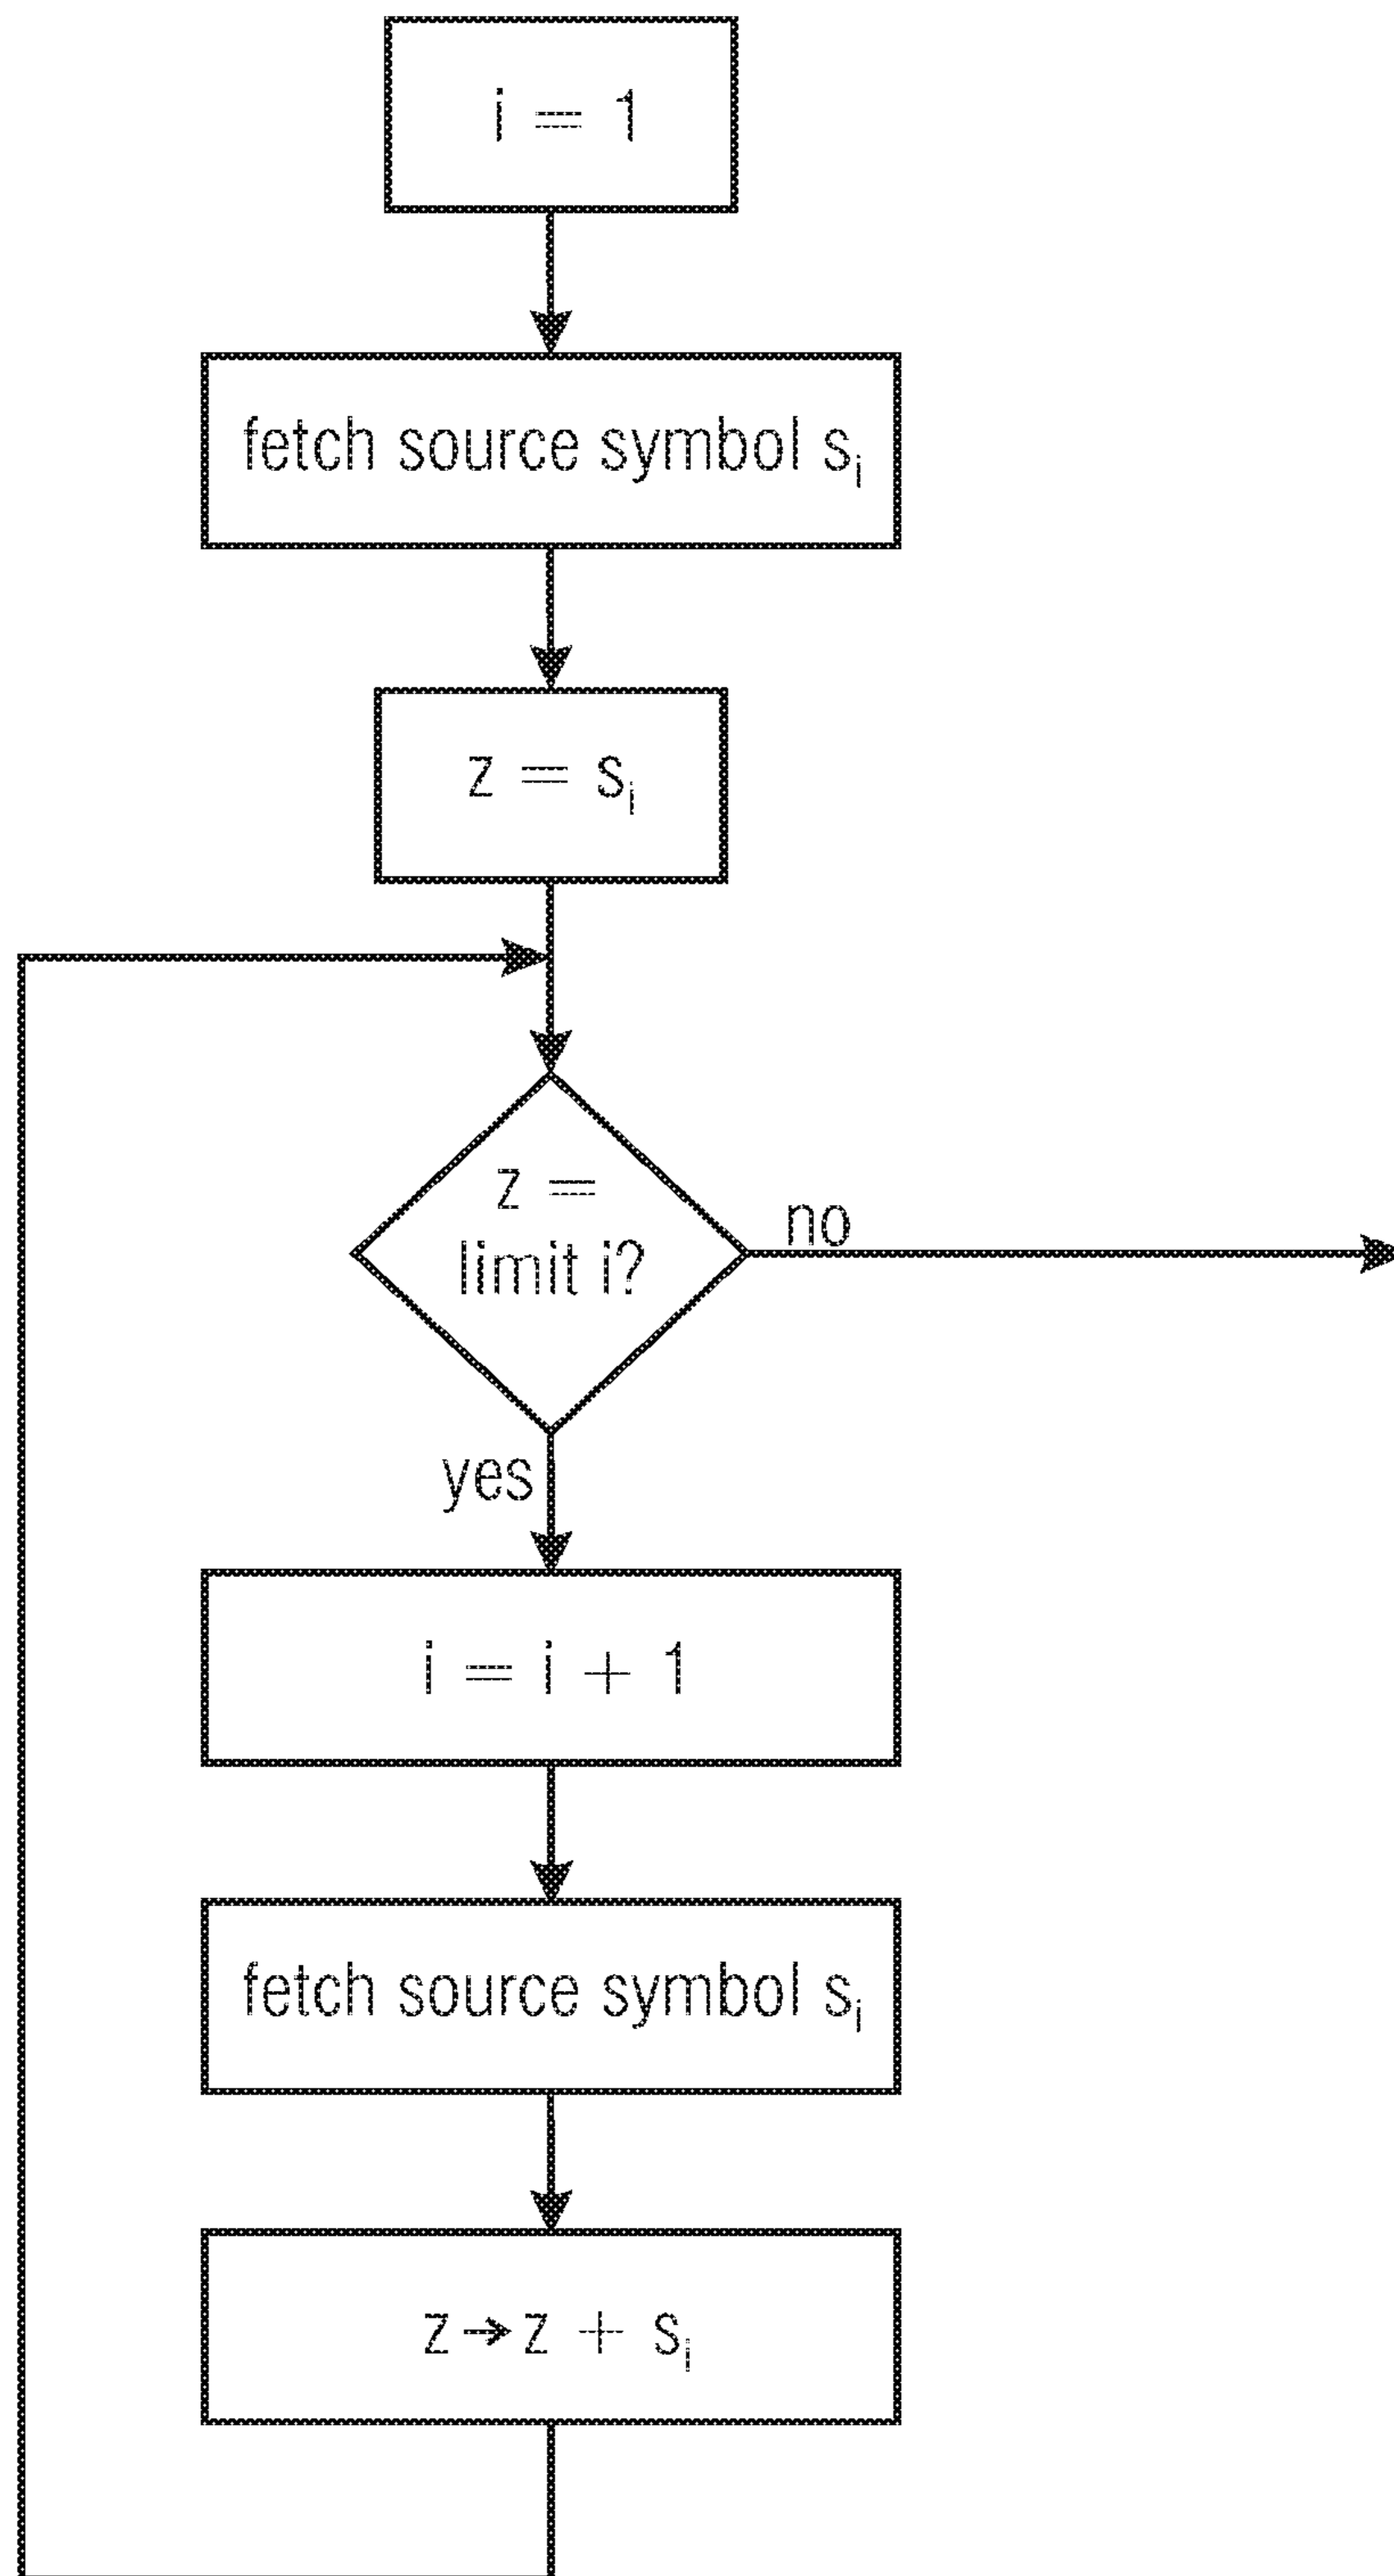 i = 1
fetch source symbol sᵢ
z = sᵢ
z =
limit i?
no
yes
i = i + 1
fetch source symbol sᵢ
z→z + sᵢ